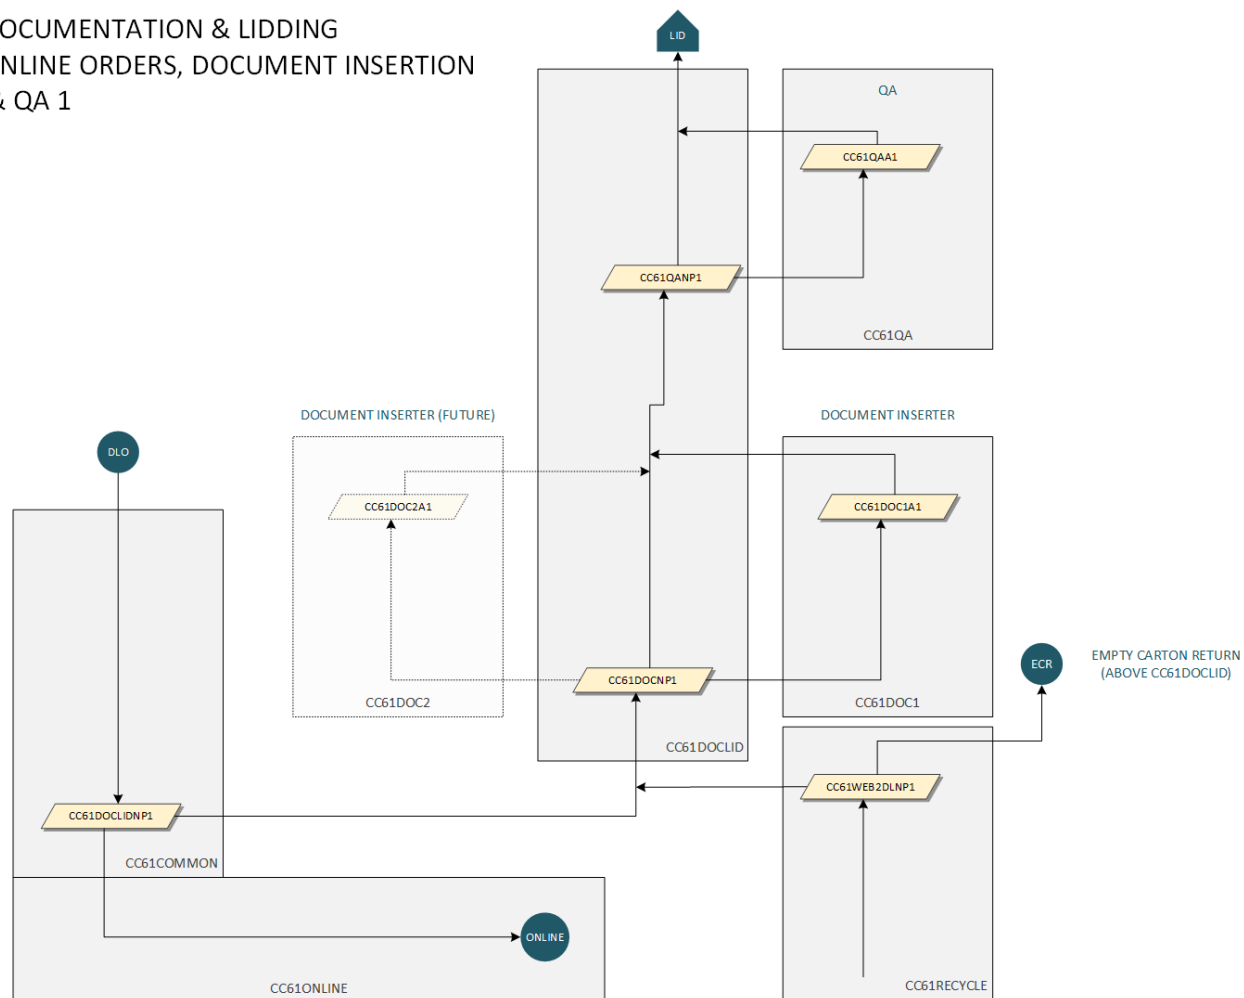 OCUMENTATION & LIDDING
NLINE ORDERS, DOCUMENT INSERTION
& QA 1
LID
QA
CC61QAA1
CC61QANP1
CC61QA
DOCUMENT INSERTER (FUTURE)
DOCUMENT INSERTER
DLO
CC61DOC2A1
CC61DOC1A1
ECR
EMPTY CARTON RETURN
(ABOVE CC61DOCLID)
CC61DOCNP1
CC61DOC2
CC61DOC1
CC61DOCLID
CC61WEB2DLNP1
CC61DOCLIDNP1
CC61COMMON
ONLINE
CC61ONLINE
CC61RECYCLE